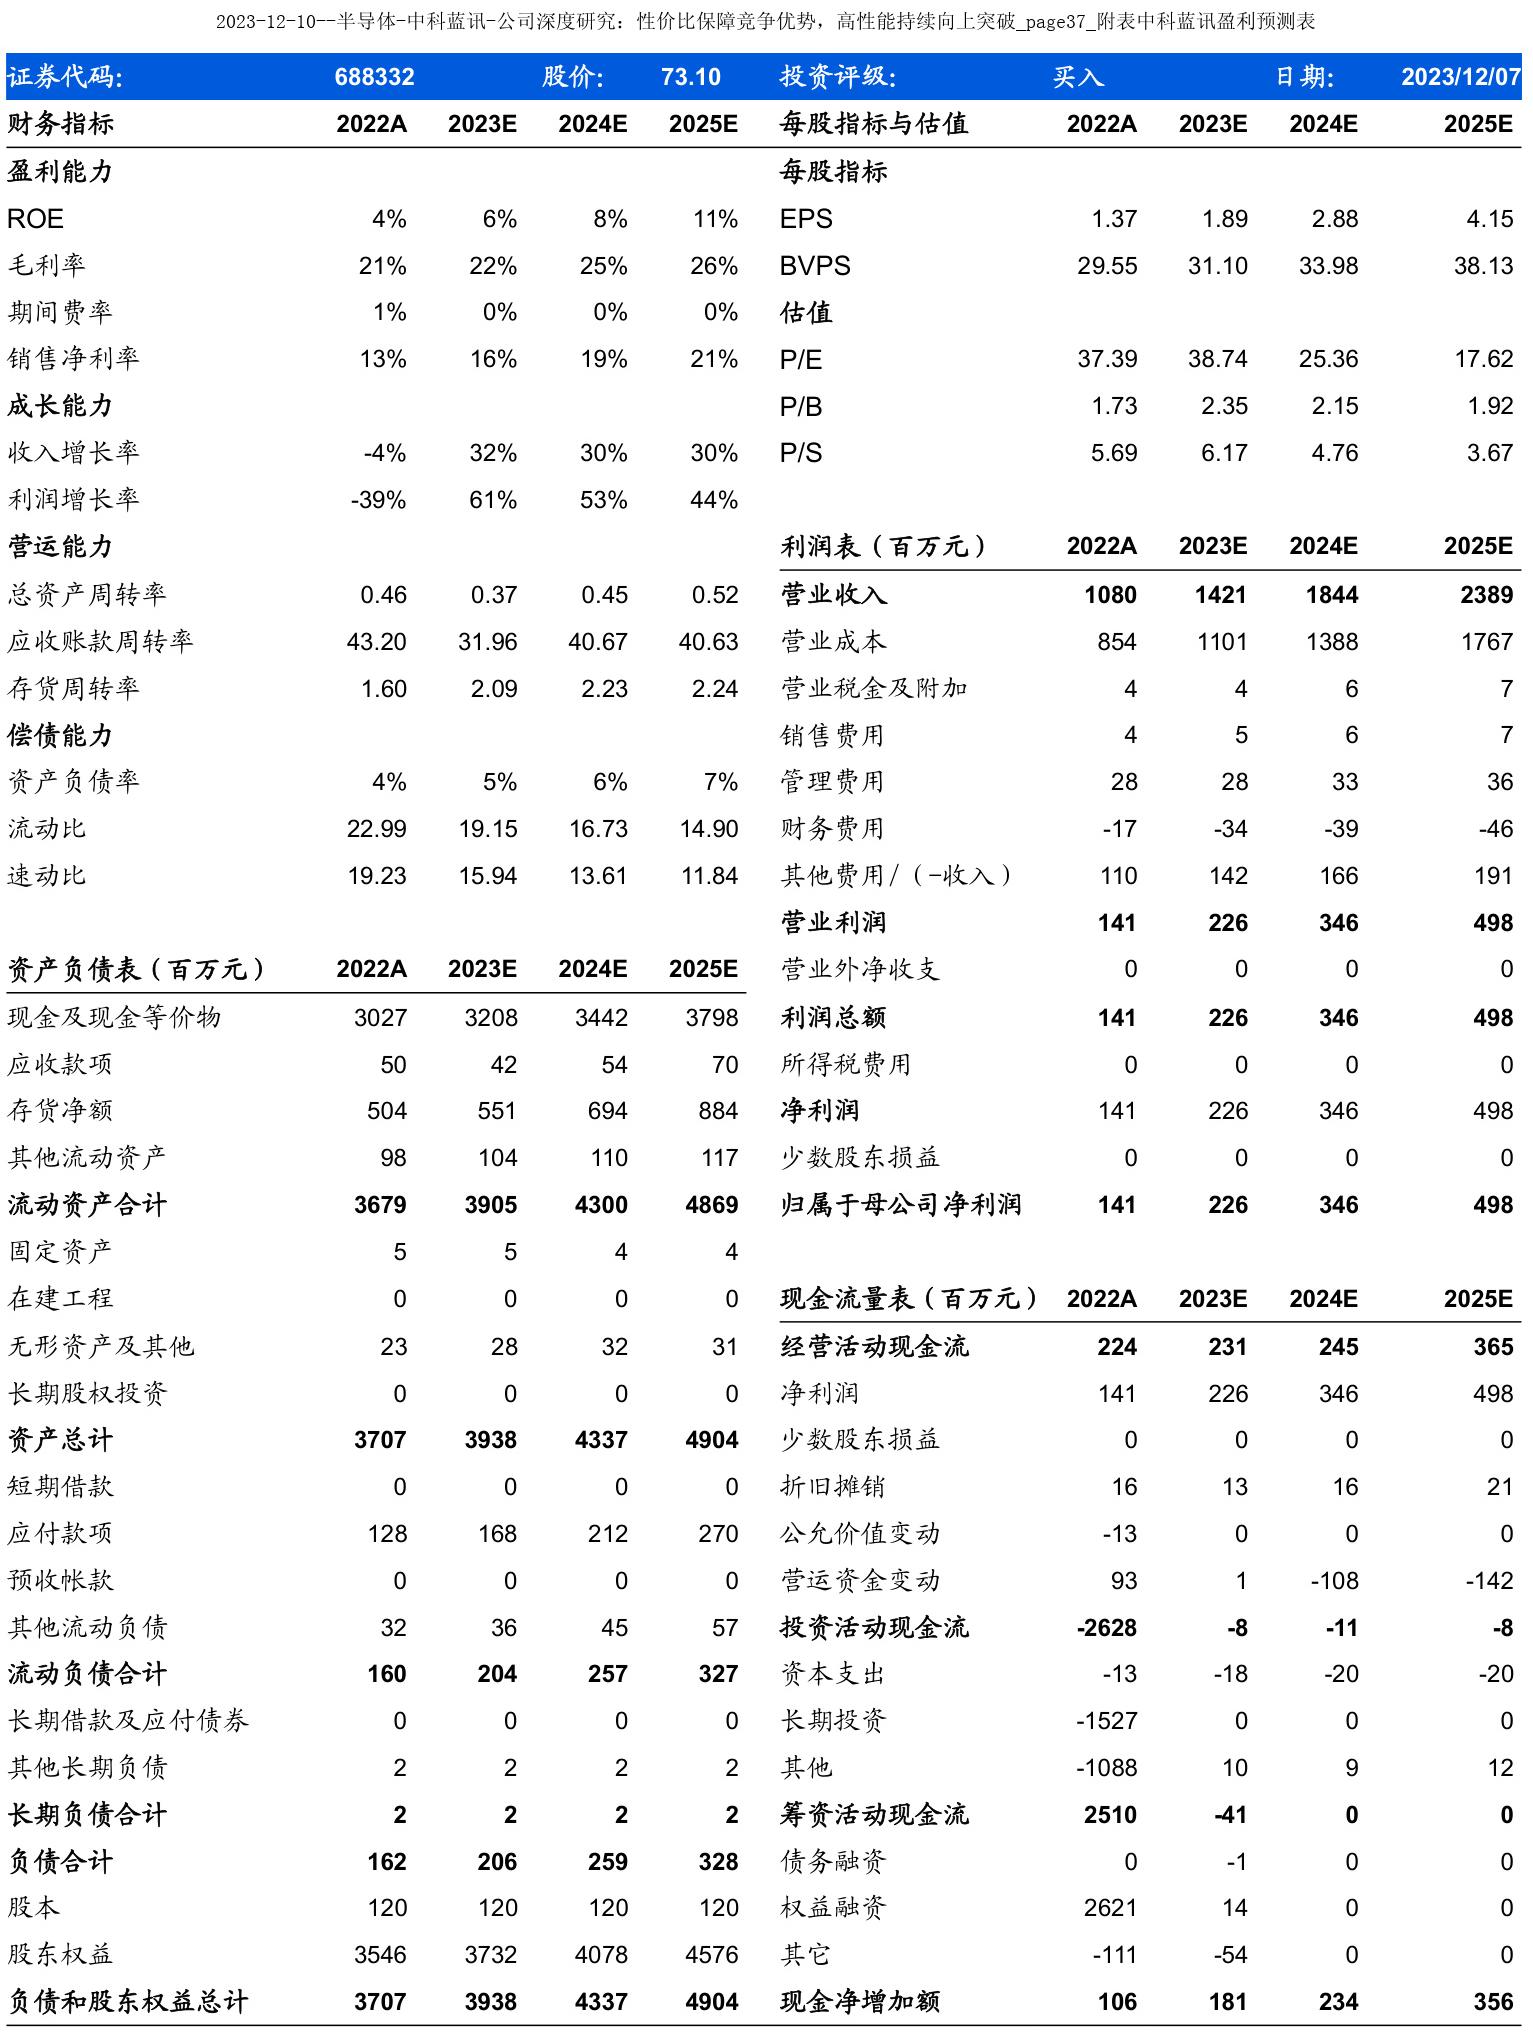 2023-12-10--半导体-中科蓝讯-公司深度研究：性价比保障竞争优势，高性能持续向上突破_page37_附表中科蓝讯盈利预测表
证券代码： 688332 股价： 73.10 投资评级： 买入 日期： 2023/12/07
财务指标 2022A 2023E 2024E 2025E 每股指标与估值 2022A 2023E 2024E 2025E
盈利能力 每股指标
ROE 4% 6% 8% 11% EPS 1.37 1.89 2.88 4.15
毛利率 21% 22% 25% 26% BVPS 29.55 31.10 33.98 38.13
期间费率 1% 0% 0% 0% 估值
销售净利率 13% 16% 19% 21% P/E 37.39 38.74 25.36 17.62
成长能力 P/B 1.73 2.35 2.15 1.92
收入增长率 -4% 32% 30% 30% P/S 5.69 6.17 4.76 3.67
利润增长率 -39% 61% 53% 44%
营运能力 利润表（百万元） 2022A 2023E 2024E 2025E
总资产周转率 0.46 0.37 0.45 0.52 营业收入 1080 1421 1844 2389
应收账款周转率 43.20 31.96 40.67 40.63 营业成本 854 1101 1388 1767
存货周转率 1.60 2.09 2.23 2.24 营业税金及附加 4 4 6 7
偿债能力 销售费用 4 5 6 7
资产负债率 4% 5% 6% 7% 管理费用 28 28 33 36
流动比 22.99 19.15 16.73 14.90 财务费用 -17 -34 -39 -46
速动比 19.23 15.94 13.61 11.84 其他费用/（-收入） 110 142 166 191
营业利润 141 226 346 498
资产负债表（百万元） 2022A 2023E 2024E 2025E 营业外净收支 0 0 0 0
现金及现金等价物 3027 3208 3442 3798 利润总额 141 226 346 498
应收款项 50 42 54 70 所得税费用 0 0 0 0
存货净额 504 551 694 884 净利润 141 226 346 498
其他流动资产 98 104 110 117 少数股东损益 0 0 0 0
流动资产合计 3679 3905 4300 4869 归属于母公司净利润 141 226 346 498
固定资产 5 5 4 4
在建工程 0 0 0 0 现金流量表（百万元） 2022A 2023E 2024E 2025E
无形资产及其他 23 28 32 31 经营活动现金流 224 231 245 365
长期股权投资 0 0 0 0 净利润 141 226 346 498
资产总计 3707 3938 4337 4904 少数股东损益 0 0 0 0
短期借款 0 0 0 0 折旧摊销 16 13 16 21
应付款项 128 168 212 270 公允价值变动 -13 0 0 0
预收帐款 0 0 0 0 营运资金变动 93 1 -108 -142
其他流动负债 32 36 45 57 投资活动现金流 -2628 -8 -11 -8
流动负债合计 160 204 257 327 资本支出 -13 -18 -20 -20
长期借款及应付债券 0 0 0 0 长期投资 -1527 0 0 0
其他长期负债 2 2 2 2 其他 -1088 10 9 12
长期负债合计 2 2 2 2 筹资活动现金流 2510 -41 0 0
负债合计 162 206 259 328 债务融资 0 -1 0 0
股本 120 120 120 120 权益融资 2621 14 0 0
股东权益 3546 3732 4078 4576 其它 -111 -54 0 0
负债和股东权益总计 3707 3938 4337 4904 现金净增加额 106 181 234 356